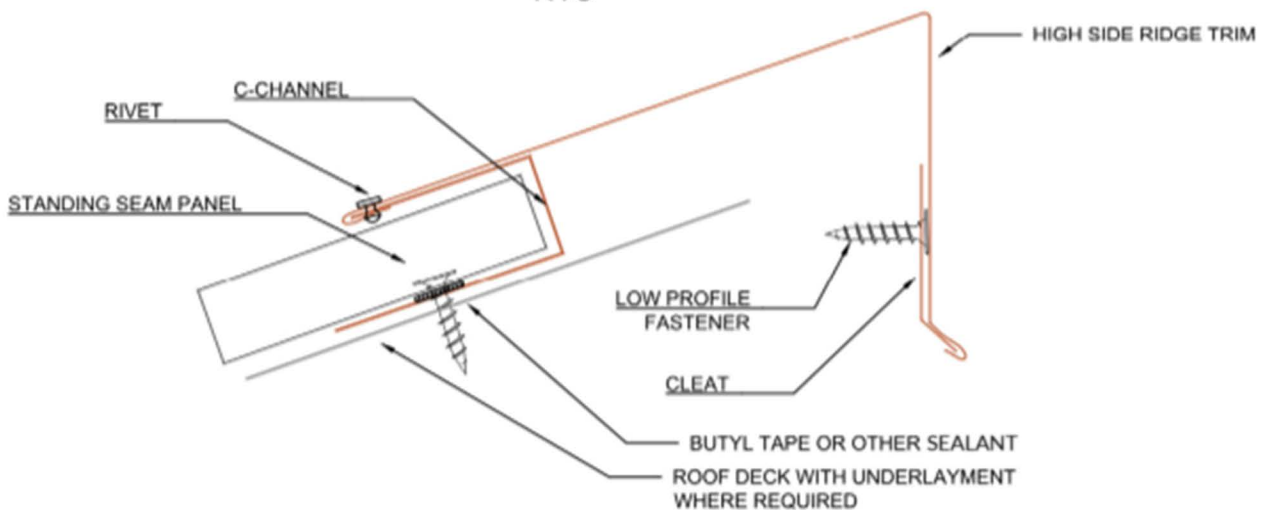 HIGH SIDE RIDGE TRIM
C-CHANNEL
RIVET
STANDING SEAM PANEL
LOW PROFILE
FASTENER
CLEAT
BUTYL TAPE OR OTHER SEALANT
ROOF DECK WITH UNDERLAYMENT
WHERE REQUIRED